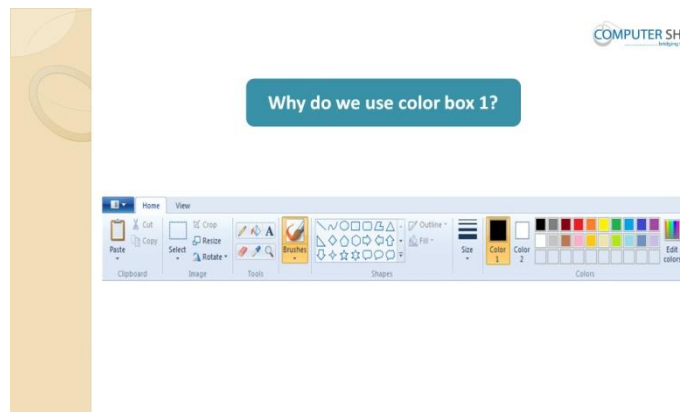 COMPUTER SH
bridging
Why do we use color box 1?
Home View
Cut
Copy
Paste
Clipboard
Crop
Resize
Rotate
Select
Image
A
Tools
Brushes
Outline
Fill
Shapes
Size
Color 1
Color 2
Edit colors
Colors